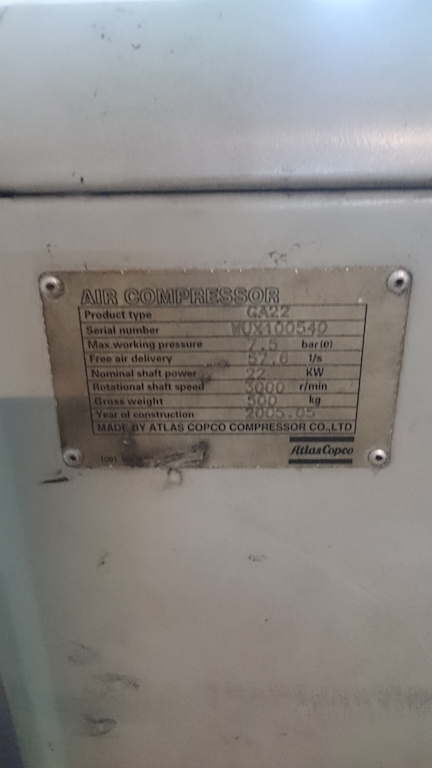 AIR COMPRESSOR
Product type GA22
Serial number WUX100540
Max.working pressure 7.5 bar(e)
Free air delivery 57.6 l/s
Nominal shaft power 22 KW
Rotational shaft speed 3000 r/min
Gross weight 500 kg
Year of construction 2005.05
MADE BY ATLAS COPCO COMPRESSOR CO.,LTD
Atlas Copco